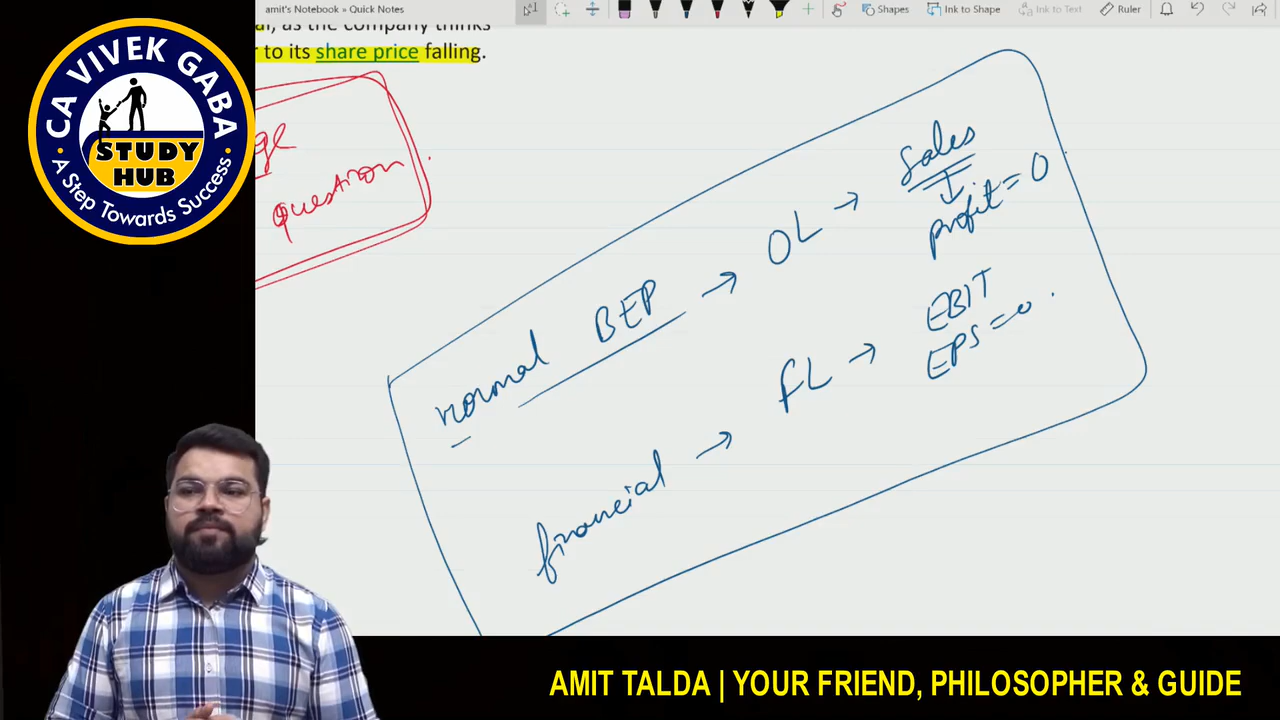 amit's Notebook » Quick Notes
Shapes
Ink to Shape
Ink to Text
Ruler
as the company thinks
to its share price falling.
CA VIVEK GABA
STUDY
HUB
• A Step Towards Success •
question
normal BEP → OL → sales
profit = 0
financial → FL → EBIT
EPS = 0.
AMIT TALDA | YOUR FRIEND, PHILOSOPHER & GUIDE